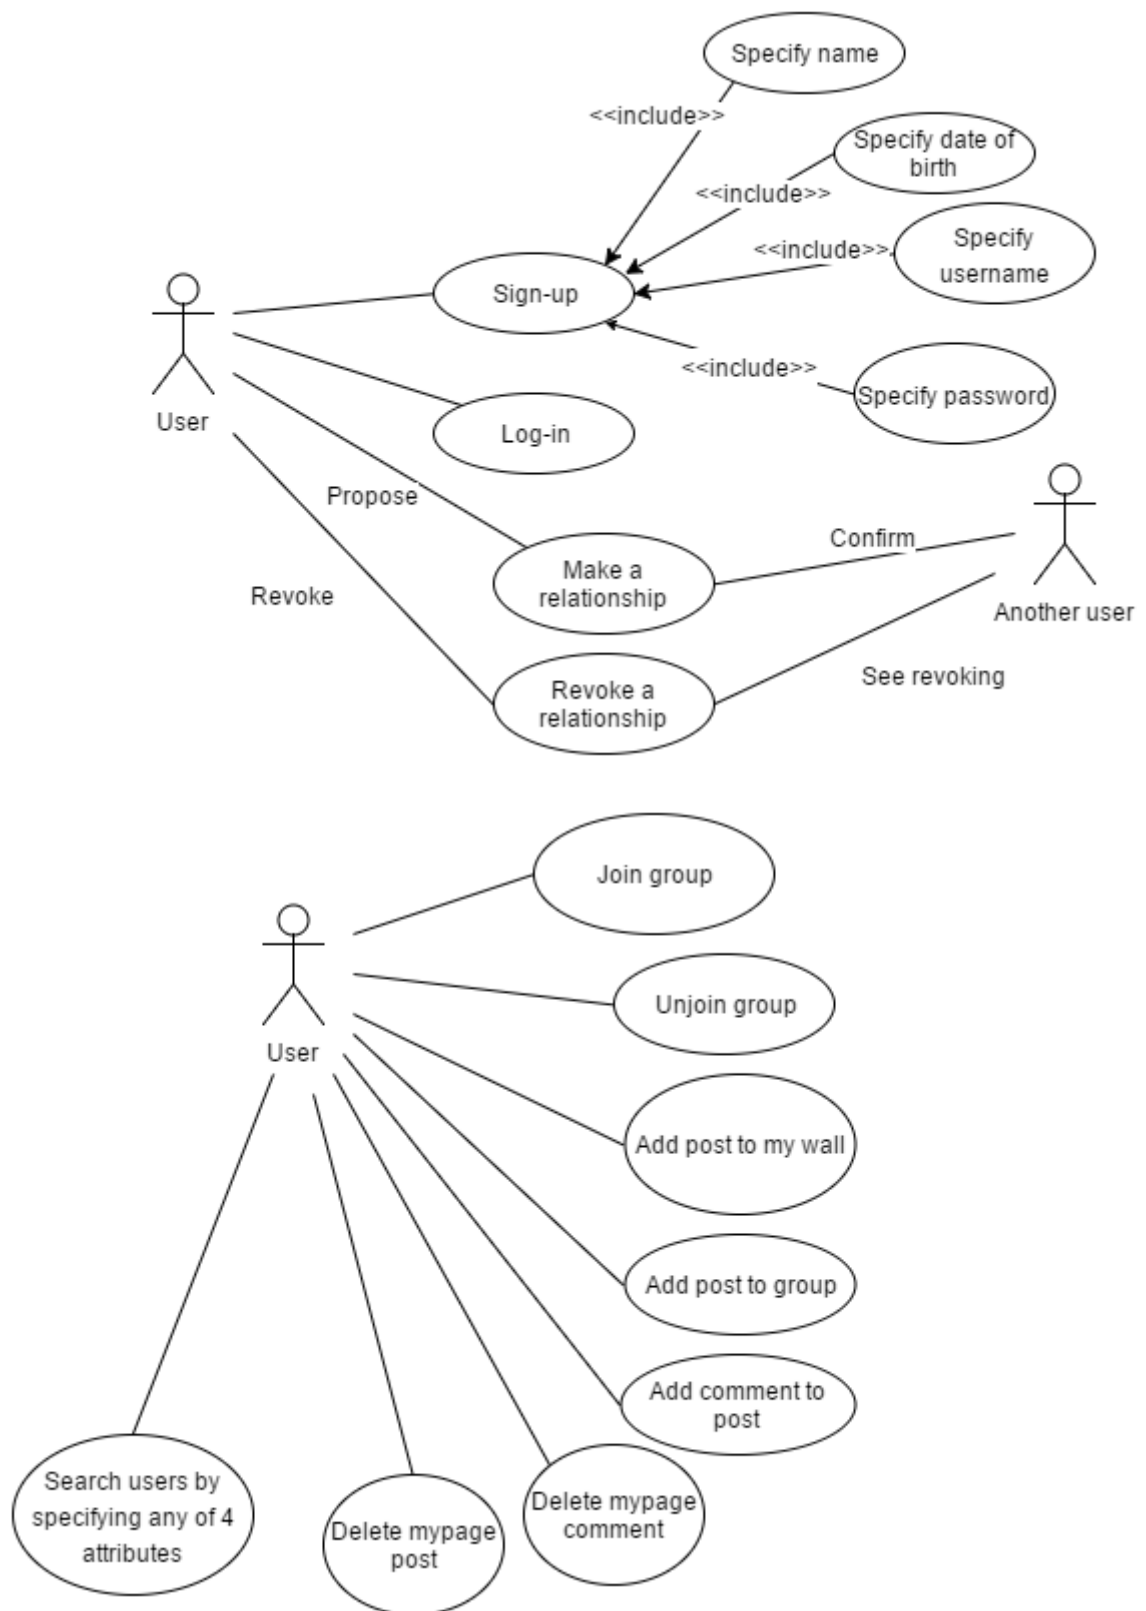 Specify name
<<include>>
Specify date of
birth
<<include>>
Specify
username
<<include>>
Sign-up
<<include>>
Specify password
User
Log-in
Propose
Confirm
Make a
relationship
Another user
Revoke
See revoking
Revoke a
relationship
Join group
Unjoin group
User
Add post to my wall
Add post to group
Add comment to
post
Search users by
specifying any of 4
attributes
Delete mypage
post
Delete mypage
comment